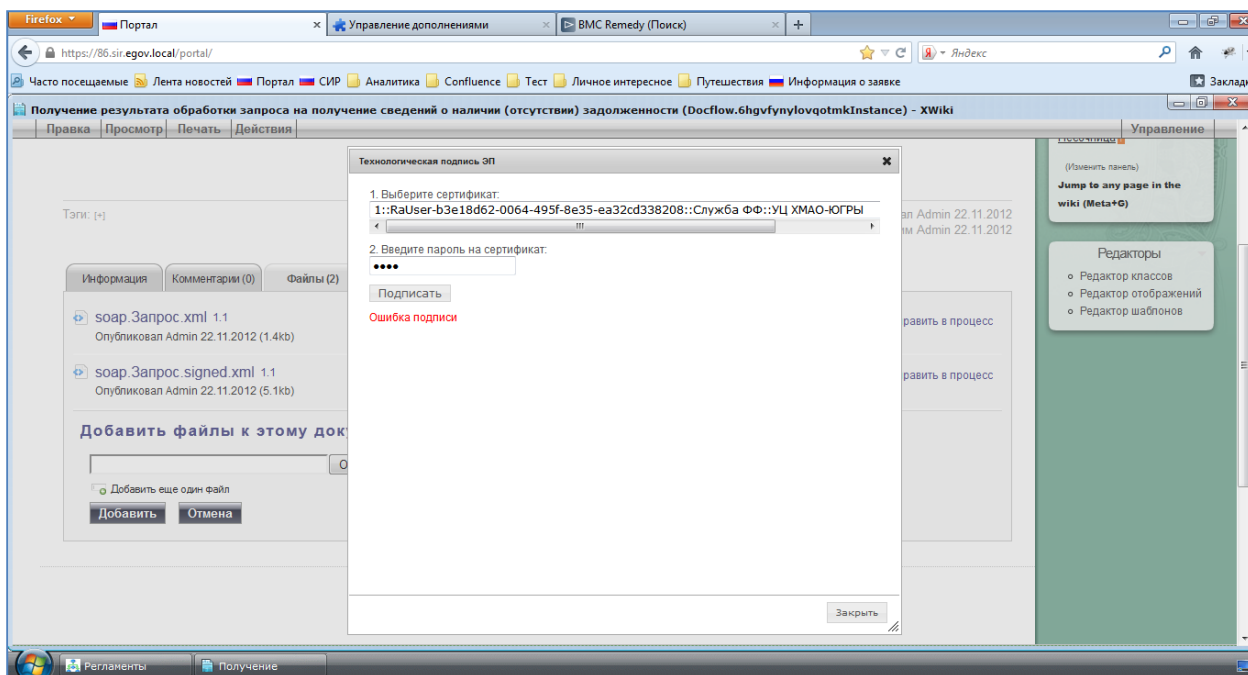 Firefox
Портал
Управление дополнениями
BMC Remedy (Поиск)
https://86.sir.egov.local/portal/
Яндекс
Часто посещаемые Лента новостей Портал СИР Аналитика Confluence Тест Личное интересное Путешествия Информация о заявке
Получение результата обработки запроса на получение сведений о наличии (отсутствии) задолженности (Docflow.6hgvfynylovqotmkInstance) - XWiki
Правка Просмотр Печать Действия Управление
Песочница
(Изменить панель)
Jump to any page in the
wiki (Meta+G)
Редакторы
Редактор классов
Редактор отображений
Редактор шаблонов
Тэги: [+]
Admin 22.11.2012
Admin 22.11.2012
Информация Комментарии (0) Файлы (2)
soap.Запрос.xml 1.1
Опубликовал Admin 22.11.2012 (1.4kb)
в процесс
soap.Запрос.signed.xml 1.1
Опубликовал Admin 22.11.2012 (5.1kb)
в процесс
Добавить файлы к этому
Добавить еще один файл
Добавить Отмена
Технологическая подпись ЭП
1. Выберите сертификат:
1::RaUser-b3e18d62-0064-495f-8e35-ea32cd338208::Служба ФФ::УЦ ХМАО-ЮГРЫ
2. Введите пароль на сертификат:
Подписать
Ошибка подписи
Закрыть
Регламенты
Получение